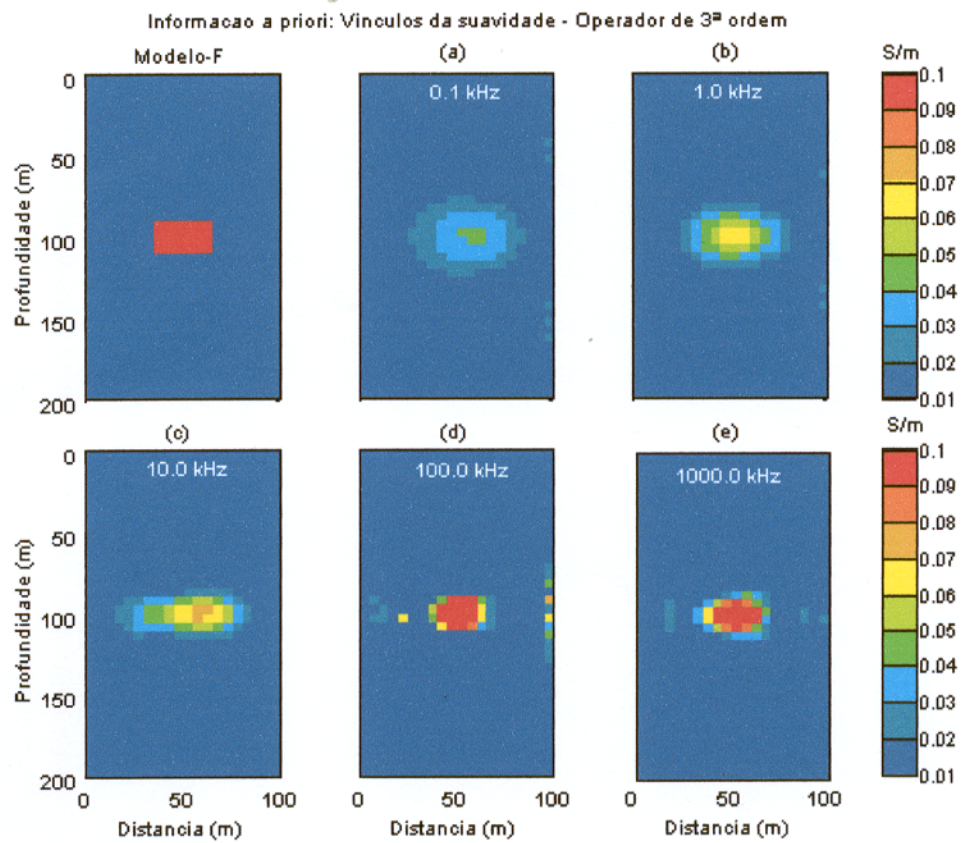 Informacao a priori: Vinculos da suavidade - Operador de 3ª ordem
Modelo-F
(a)
(b)
S/m
0.1 kHz
1.0 kHz
0
50
100
150
200
Profundidade (m)
0.1
0.09
0.08
0.07
0.06
0.05
0.04
0.03
0.02
0.01
(c)
(d)
(e)
S/m
10.0 kHz
100.0 kHz
1000.0 kHz
0
50
100
150
200
Profundidade (m)
0.1
0.09
0.08
0.07
0.06
0.05
0.04
0.03
0.02
0.01
0 50 100
0 50 100
0 50 100
Distancia (m)
Distancia (m)
Distancia (m)